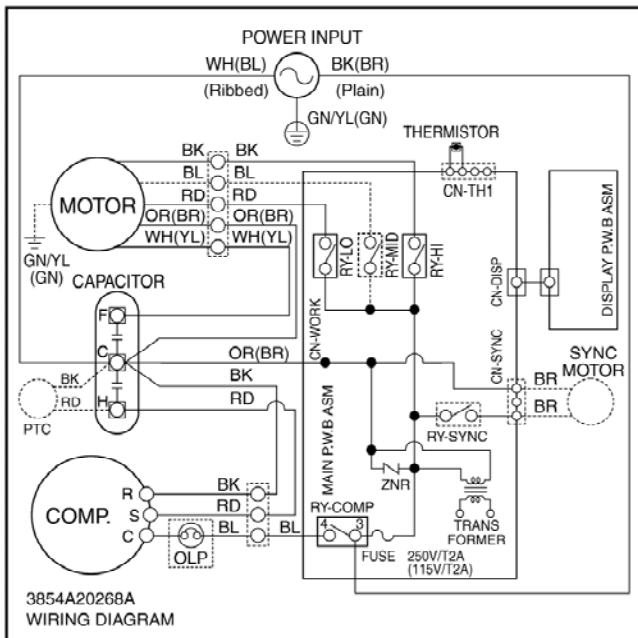 POWER INPUT
WH(BL) BK(BR)
(Ribbed) (Plain)
GN/YL(GN)
THERMISTOR
CN-TH1
BK BK
BL BL
RD RD
OR(BR) OR(BR)
WH(YL) WH(YL)
MOTOR
GN/YL
(GN)
RY-LO
RY-MID
RY-HI
CN-DISP
DISPLAY P.W.B ASM
CAPACITOR
F
C
H
BK
RD
PTC
OR(BR)
BK
RD
CN-WORK
CN-SYNC
SYNC
MOTOR
BR
BR
RY-SYNC
MAIN P.W.B ASM
ZNR
TRANS
FORMER
COMP.
R
S
C
BK
RD
BL
BL
OLP
RY-COMP
4 3
FUSE
250V/T2A
(115V/T2A)
3854A20268A
WIRING DIAGRAM